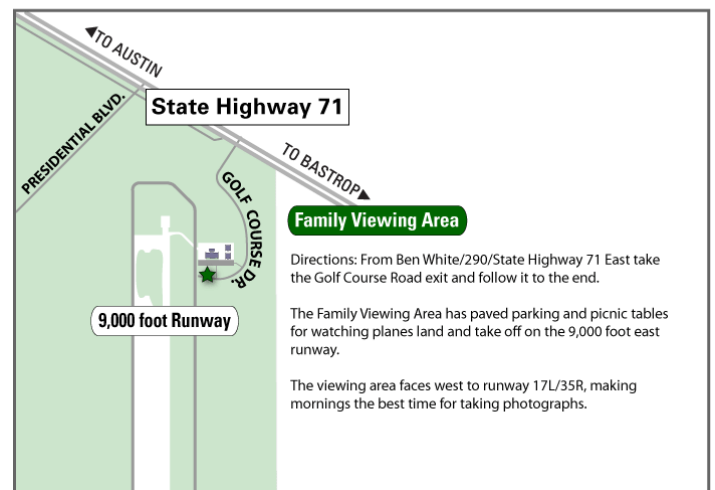 ◀TO AUSTIN
PRESIDENTIAL BLVD.
State Highway 71
TO BASTROP▶
GOLF COURSE DR.
Family Viewing Area
Directions: From Ben White/290/State Highway 71 East take
the Golf Course Road exit and follow it to the end.
The Family Viewing Area has paved parking and picnic tables
for watching planes land and take off on the 9,000 foot east
runway.
The viewing area faces west to runway 17L/35R, making
mornings the best time for taking photographs.
9,000 foot Runway